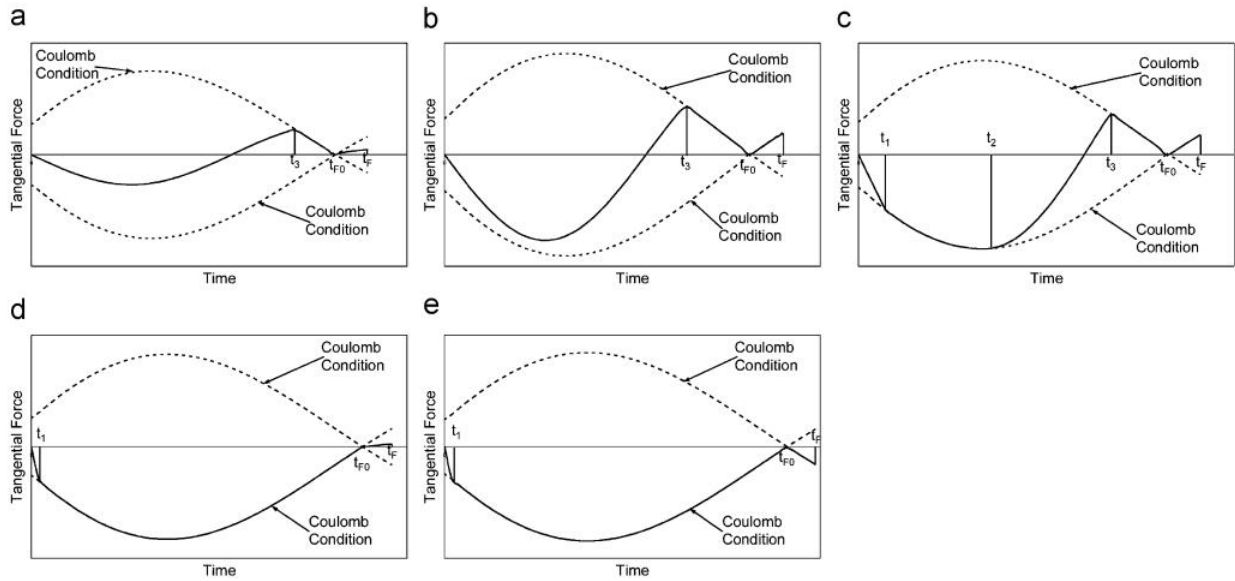 a
Coulomb
Condition
Coulomb
Condition
t3
tF0
tF
Tangential Force
Time
b
Coulomb
Condition
Coulomb
Condition
t3
tF0
tF
Tangential Force
Time
c
Coulomb
Condition
Coulomb
Condition
t1
t2
t3
tF0
tF
Tangential Force
Time
d
Coulomb
Condition
Coulomb
Condition
t1
tF0
tF
Tangential Force
Time
e
Coulomb
Condition
Coulomb
Condition
t1
tF0
tF
Tangential Force
Time